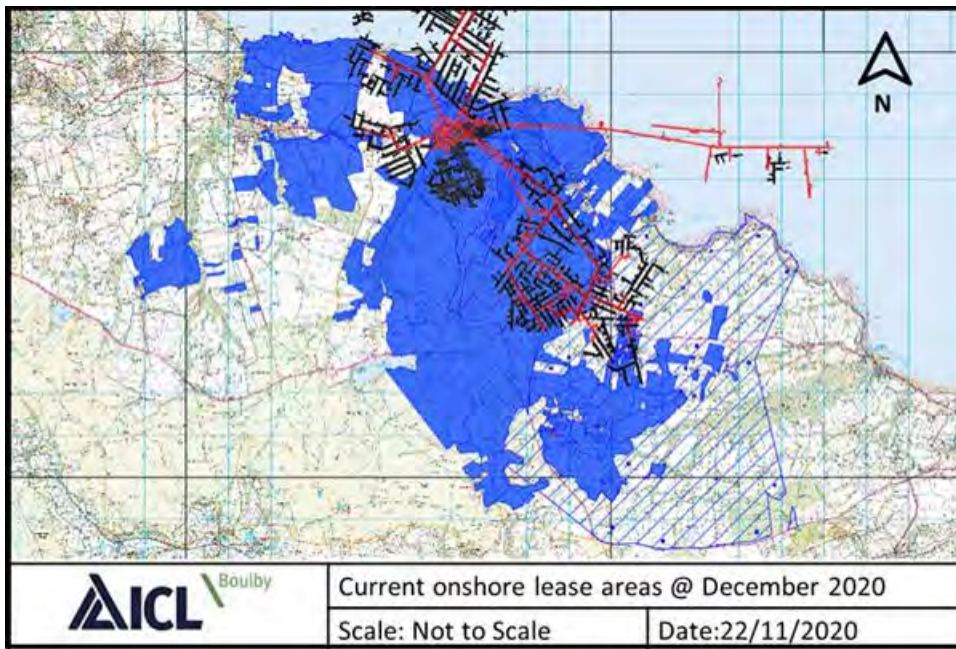 N
Boulby
ICL
Current onshore lease areas @ December 2020
Scale: Not to Scale
Date:22/11/2020